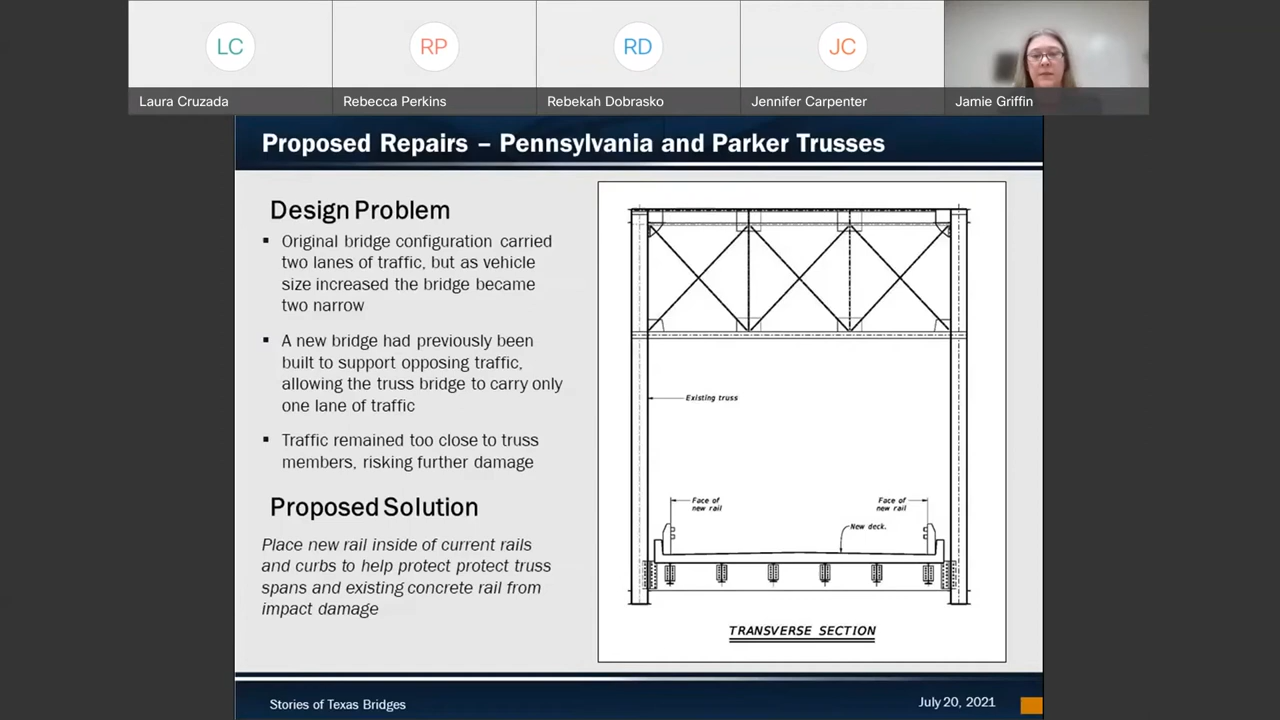 LC
RP
RD
JC
Laura Cruzada
Rebecca Perkins
Rebekah Dobrasko
Jennifer Carpenter
Jamie Griffin
Proposed Repairs – Pennsylvania and Parker Trusses
Design Problem
▪ Original bridge configuration carried
two lanes of traffic, but as vehicle
size increased the bridge became
two narrow
▪ A new bridge had previously been
built to support opposing traffic,
allowing the truss bridge to carry only
one lane of traffic
▪ Traffic remained too close to truss
members, risking further damage
Proposed Solution
Place new rail inside of current rails
and curbs to help protect protect truss
spans and existing concrete rail from
impact damage
Existing truss
Face of
new rail
Face of
new rail
New deck.
TRANSVERSE SECTION
Stories of Texas Bridges
July 20, 2021